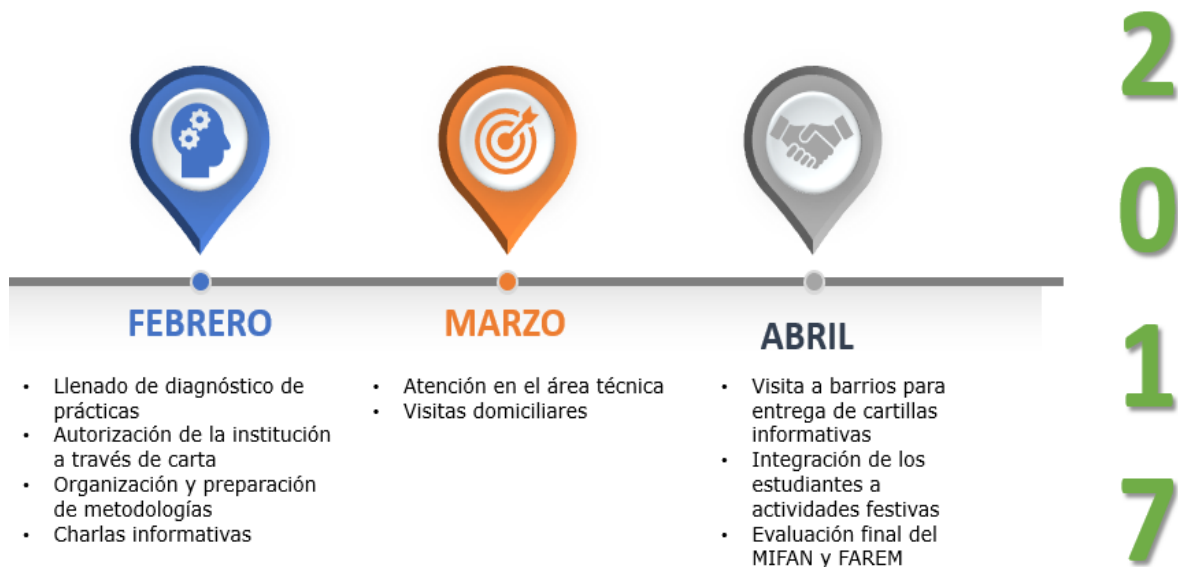 2
0
1
7
FEBRERO
• Llenado de diagnóstico de
prácticas
• Autorización de la institución
a través de carta
• Organización y preparación
de metodologías
• Charlas informativas
MARZO
• Atención en el área técnica
• Visitas domiciliares
ABRIL
• Visita a barrios para
entrega de cartillas
informativas
• Integración de los
estudiantes a
actividades festivas
• Evaluación final del
MIFAN y FAREM